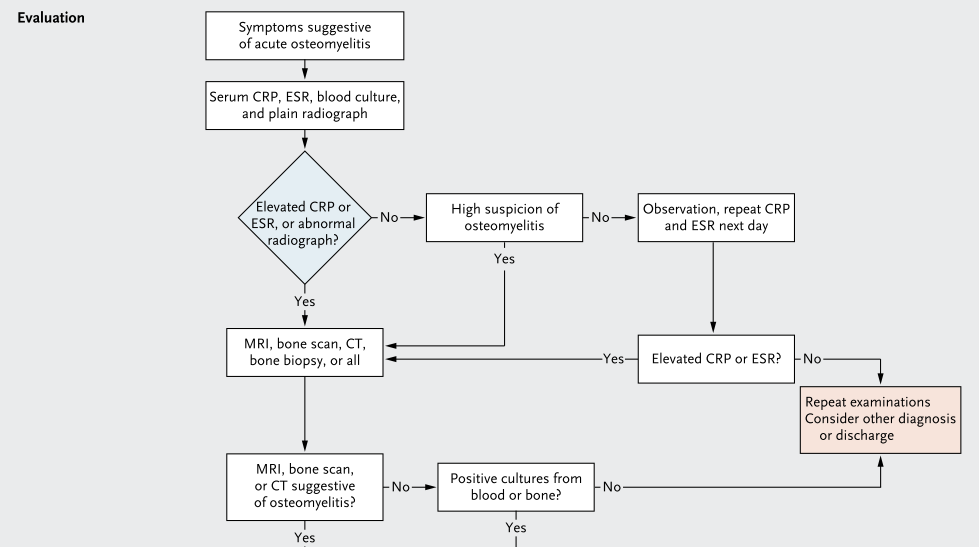 Evaluation
Symptoms suggestive
of acute osteomyelitis
Serum CRP, ESR, blood culture,
and plain radiograph
Elevated CRP or
ESR, or abnormal
radiograph?
No
High suspicion of
osteomyelitis
No
Observation, repeat CRP
and ESR next day
Yes
Yes
MRI, bone scan, CT,
bone biopsy, or all
Yes
Elevated CRP or ESR?
No
Repeat examinations
Consider other diagnosis
or discharge
MRI, bone scan,
or CT suggestive
of osteomyelitis?
No
Positive cultures from
blood or bone?
No
Yes
Yes